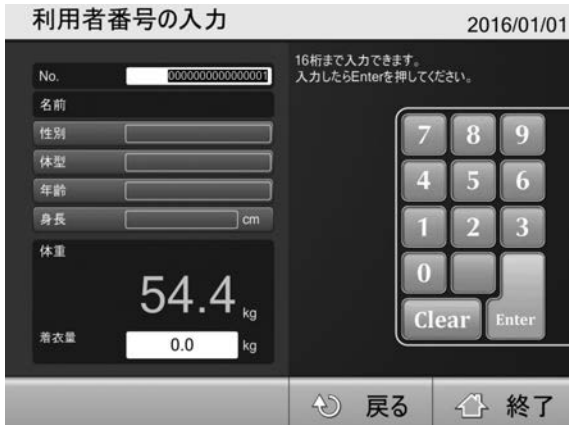 利用者番号の入力
2016/01/01
16桁まで入力できます。
入力したらEnterを押してください。
No. 0000000000000001
名前
性別
体型
年齢
身長 cm
体重
54.4 kg
着衣量 0.0 kg
7 8 9
4 5 6
1 2 3
0
Clear Enter
戻る 終了